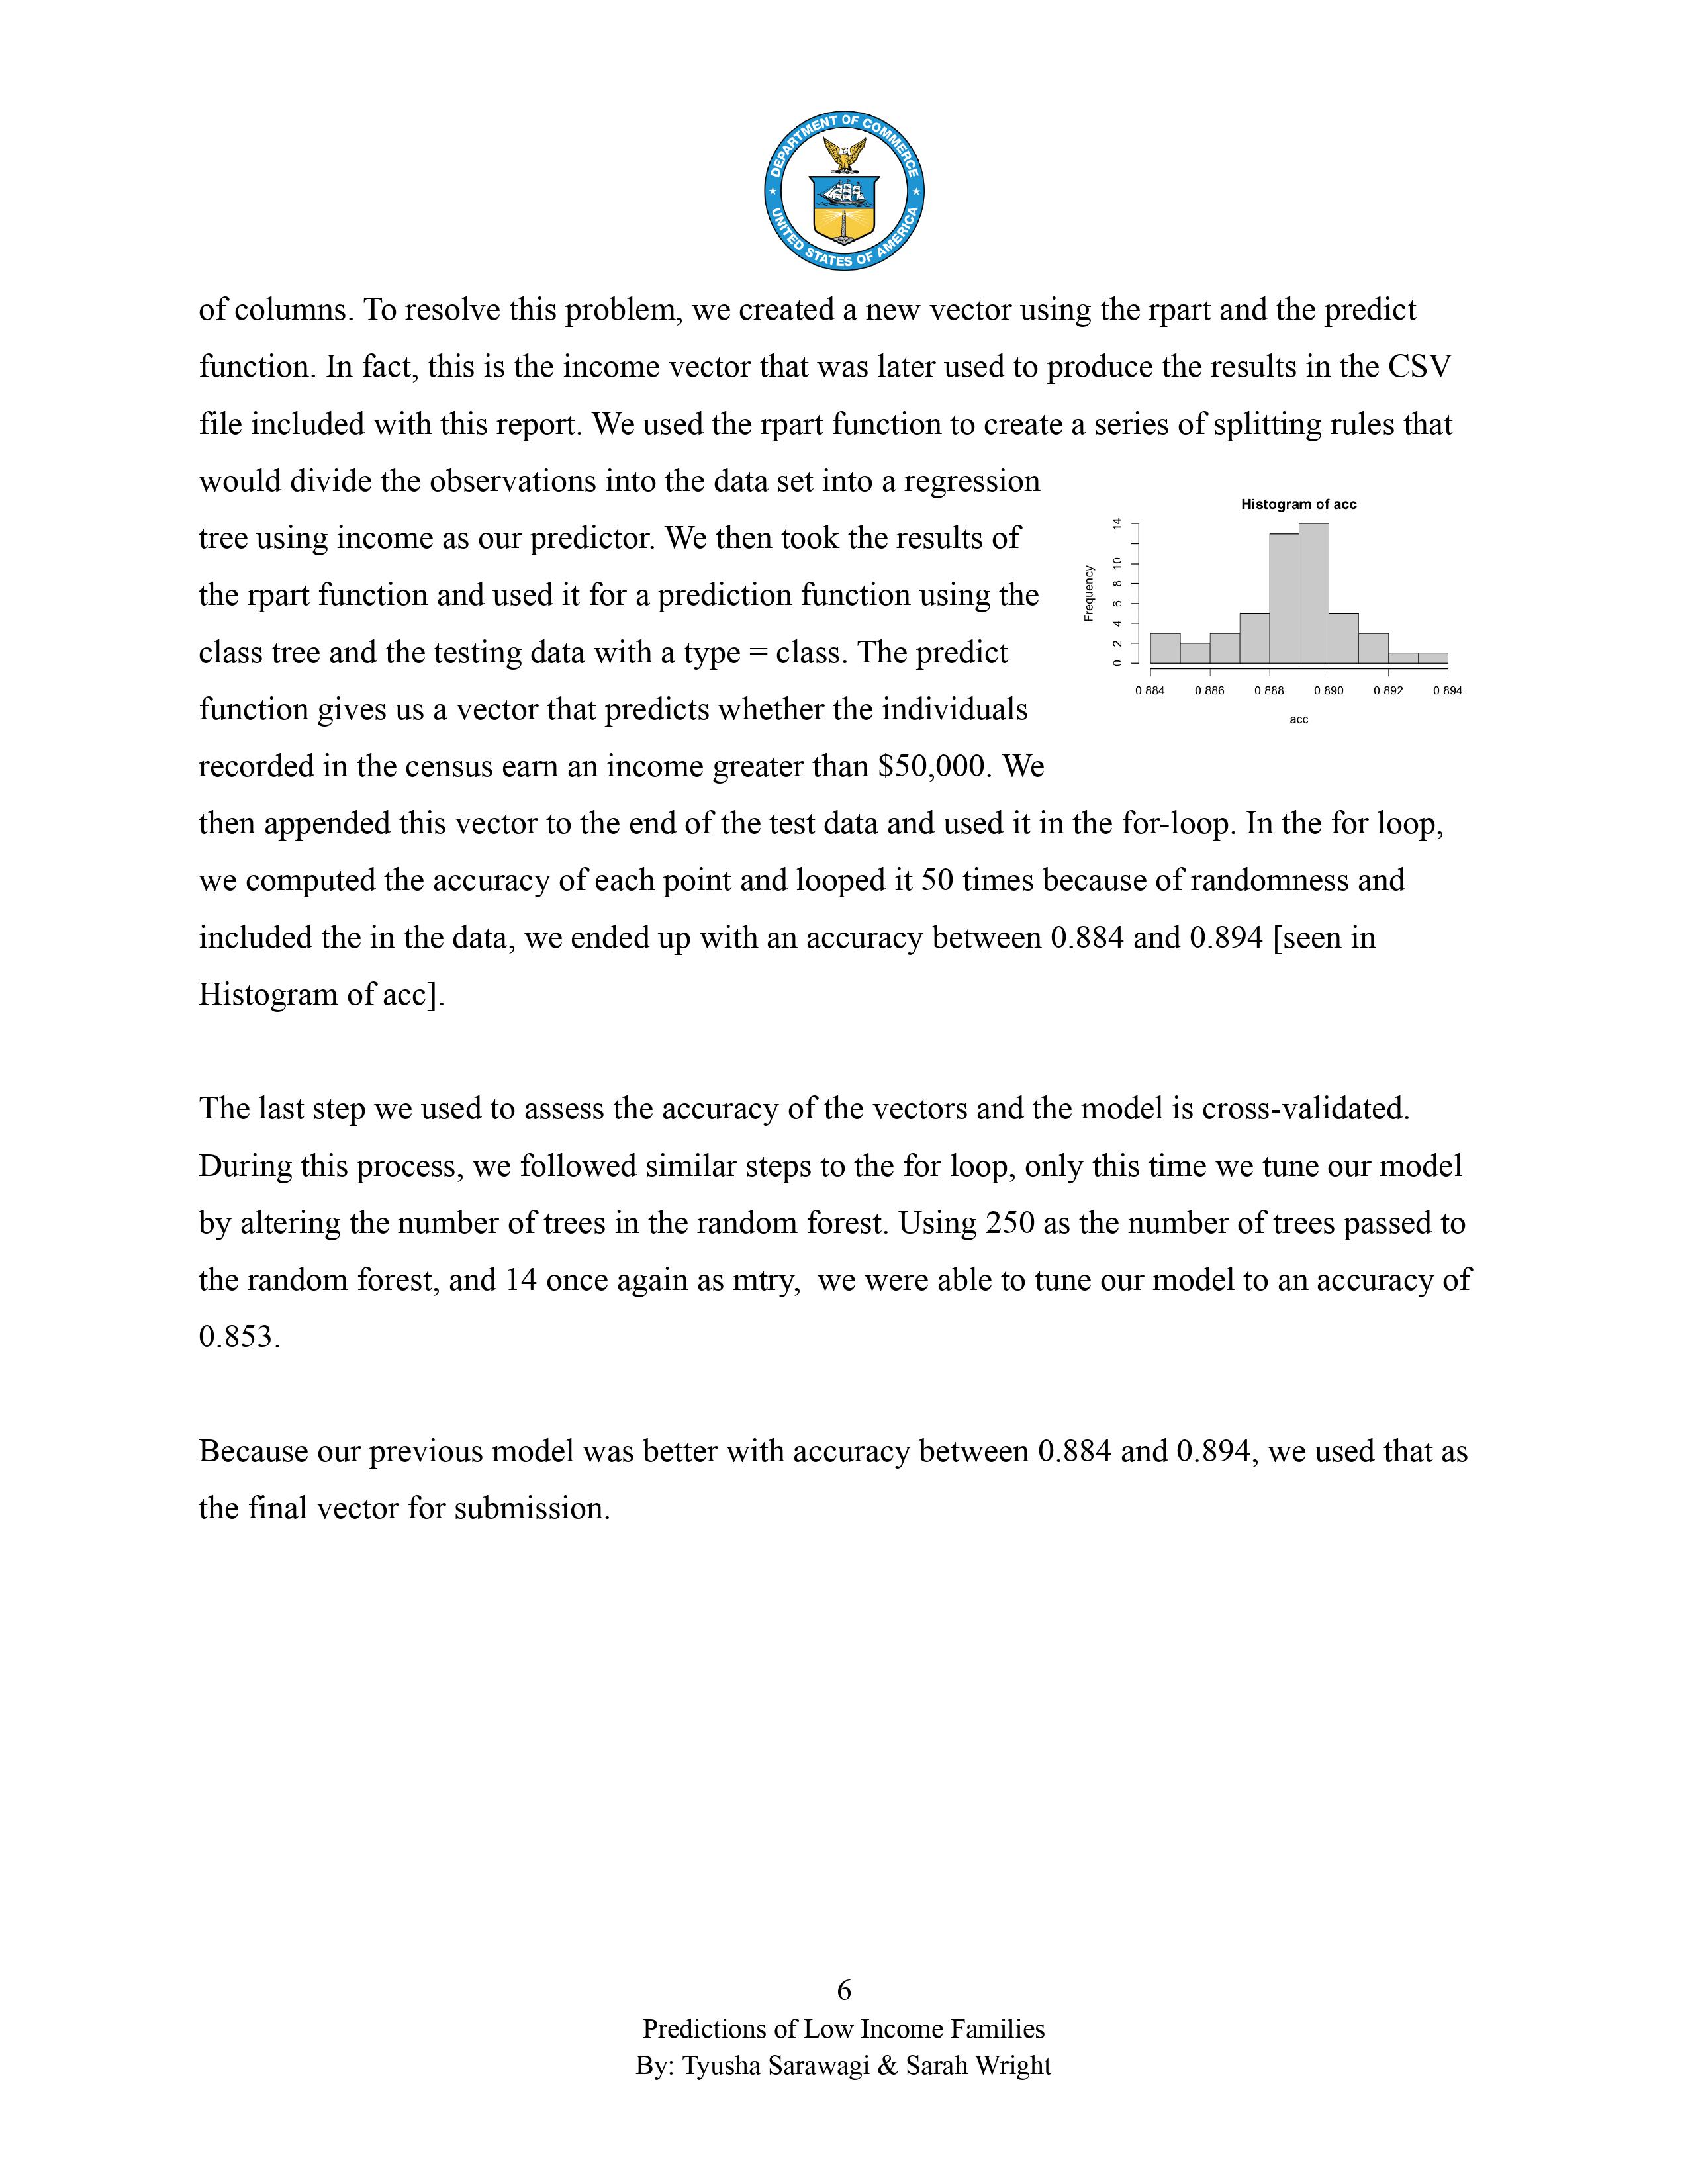 DEPARTMENT OF COMMERCE
UNITED STATES OF AMERICA
of columns. To resolve this problem, we created a new vector using the rpart and the predict
function. In fact, this is the income vector that was later used to produce the results in the CSV
file included with this report. We used the rpart function to create a series of splitting rules that
would divide the observations into the data set into a regression
tree using income as our predictor. We then took the results of
the rpart function and used it for a prediction function using the
class tree and the testing data with a type = class. The predict
function gives us a vector that predicts whether the individuals
recorded in the census earn an income greater than $50,000. We
Histogram of acc
Frequency
0 2 4 6 8 10 14
0.884 0.886 0.888 0.890 0.892 0.894
acc
then appended this vector to the end of the test data and used it in the for-loop. In the for loop,
we computed the accuracy of each point and looped it 50 times because of randomness and
included the in the data, we ended up with an accuracy between 0.884 and 0.894 [seen in
Histogram of acc].
The last step we used to assess the accuracy of the vectors and the model is cross-validated.
During this process, we followed similar steps to the for loop, only this time we tune our model
by altering the number of trees in the random forest. Using 250 as the number of trees passed to
the random forest, and 14 once again as mtry,  we were able to tune our model to an accuracy of
0.853.
Because our previous model was better with accuracy between 0.884 and 0.894, we used that as
the final vector for submission.
6
Predictions of Low Income Families
By: Tyusha Sarawagi & Sarah Wright